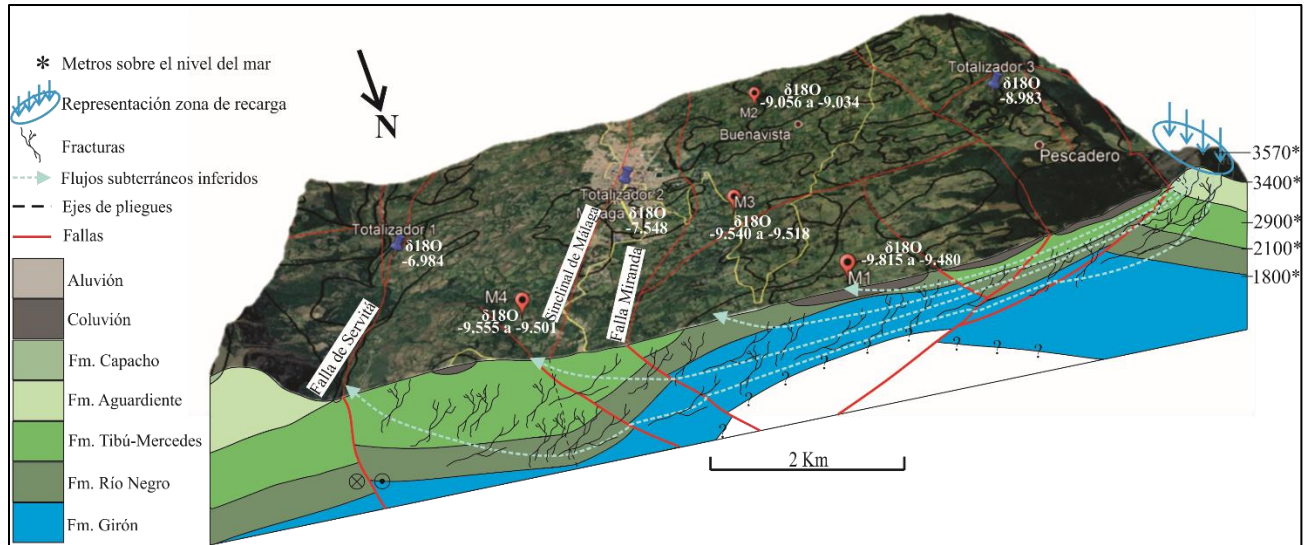 * Metros sobre el nivel del mar
Representación zona de recarga
Fracturas
Flujos subterráncos inferidos
Ejes de pliegues
Fallas
Aluvión
Coluvión
Fm. Capacho
Fm. Aguardiente
Fm. Tibú-Mercedes
Fm. Río Negro
Fm. Girón
N
Totalizador 3
δ18O
-8.983
δ18O
-9.056 a -9.034
M2
Buenavista
Pescadero
3570*
3400*
2900*
2100*
1800*
Totalizador 2
Málaga
δ18O
-7.548
M3
δ18O
-9.540 a -9.518
Totalizador 1
δ18O
-6.984
δ18O
-9.815 a -9.480
M1
M4
δ18O
-9.555 a -9.501
Falla de Servitá
Sinclinal de Málaga
Falla Miranda
? ? ? ? ? ? ? ? ? ? ?
2 Km